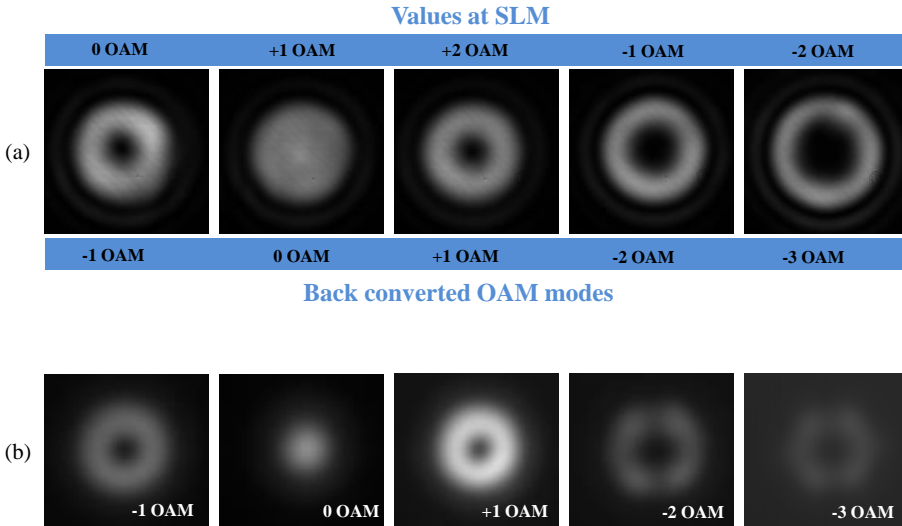 Values at SLM
0 OAM +1 OAM +2 OAM -1 OAM -2 OAM
(a)
-1 OAM 0 OAM +1 OAM -2 OAM -3 OAM
Back converted OAM modes
(b)
-1 OAM 0 OAM +1 OAM -2 OAM -3 OAM